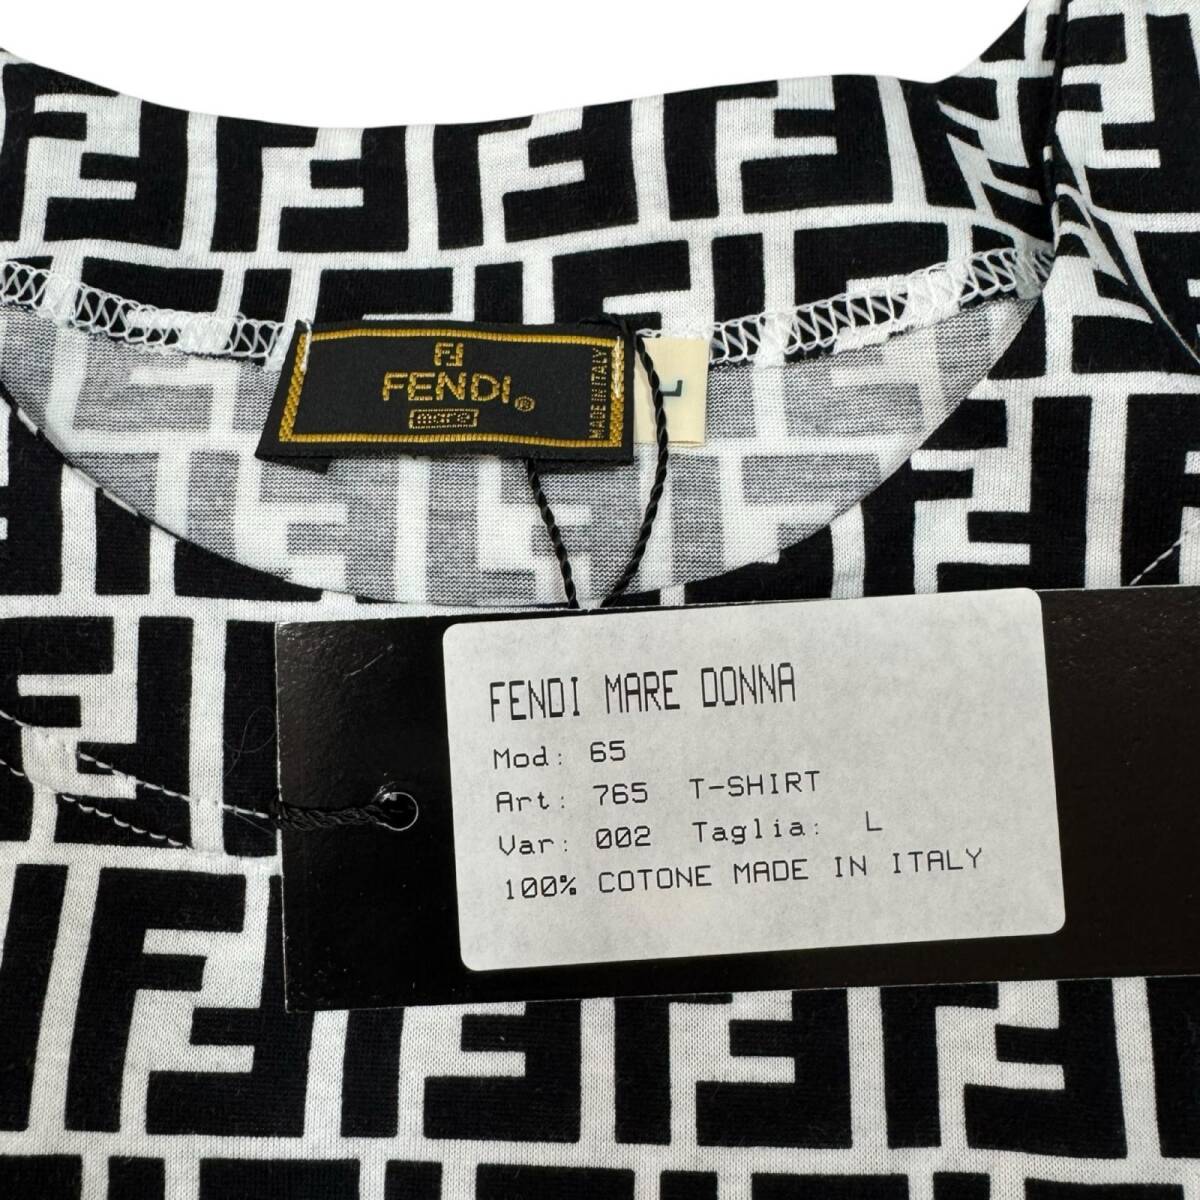 FF
FENDI®
mare
MADE IN ITALY
L
FENDI MARE DONNA
Mod: 65
Art: 765 T-SHIRT
Var: 002 Taglia: L
100% COTONE MADE IN ITALY